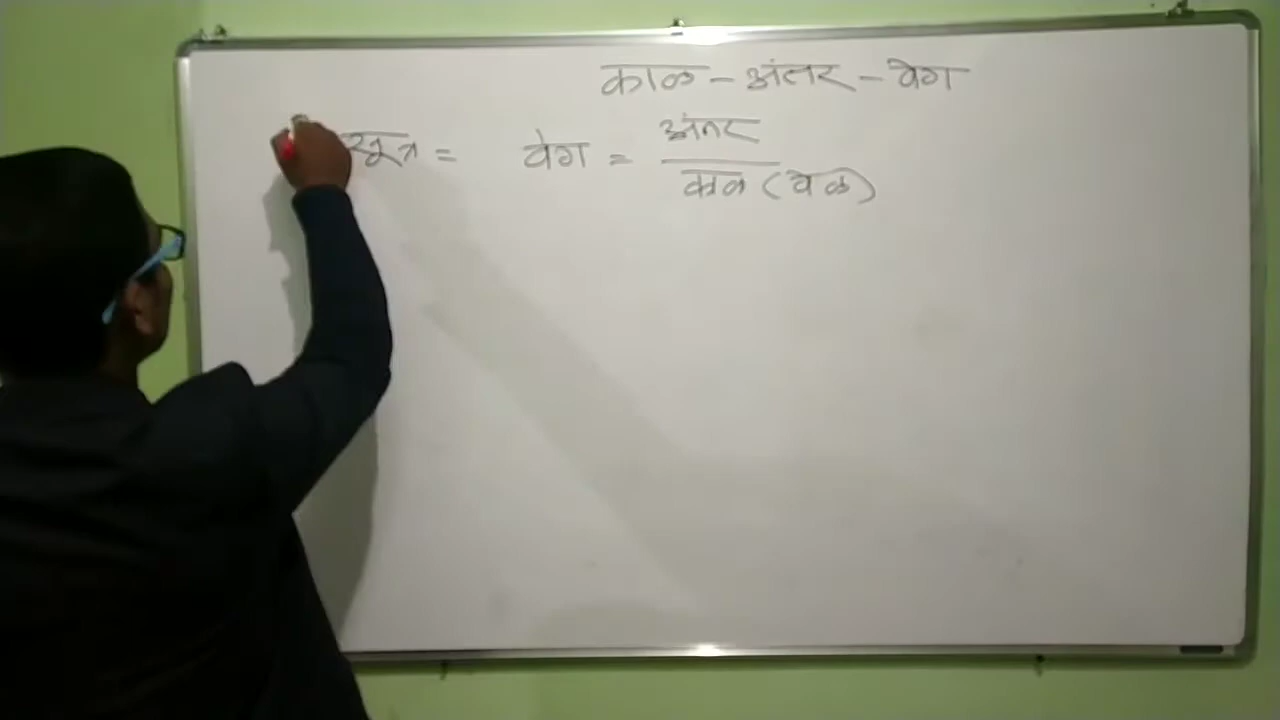 काळ - अंतर - वेग
सूत्र = वेग = अंतर
काळ (वेळ)